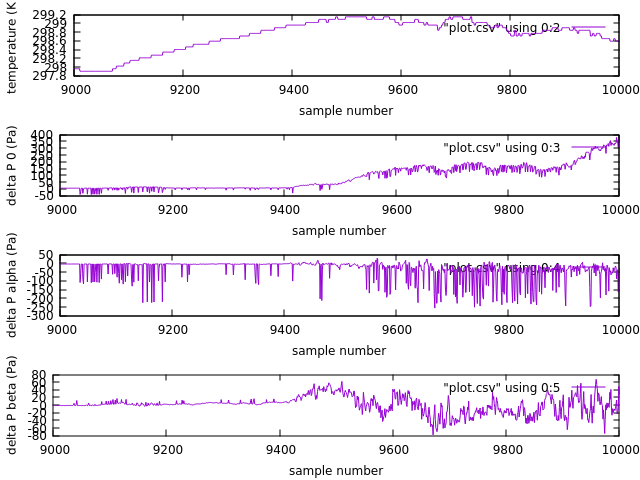 299.2
299
298.8
298.6
298.4
298.2
298
297.8
temperature (K
"plot.csv" using 0:2
9000 9200 9400 9600 9800 10000
sample number
400
350
300
250
200
150
100
50
0
-50
delta P 0 (Pa)
"plot.csv" using 0:3
9000 9200 9400 9600 9800 10000
sample number
50
0
-50
-100
-150
-200
-250
-300
delta P alpha (Pa)
"plot.csv" using 0:4
9000 9200 9400 9600 9800 10000
sample number
80
60
40
20
0
-20
-40
-60
-80
delta P beta (Pa)
"plot.csv" using 0:5
9000 9200 9400 9600 9800 10000
sample number